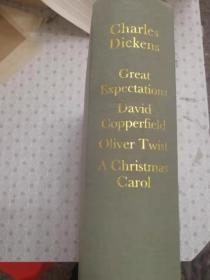 Charles
Dickens
Great
Expectations
David
Copperfield
Oliver Twist
A Christmas
Carol